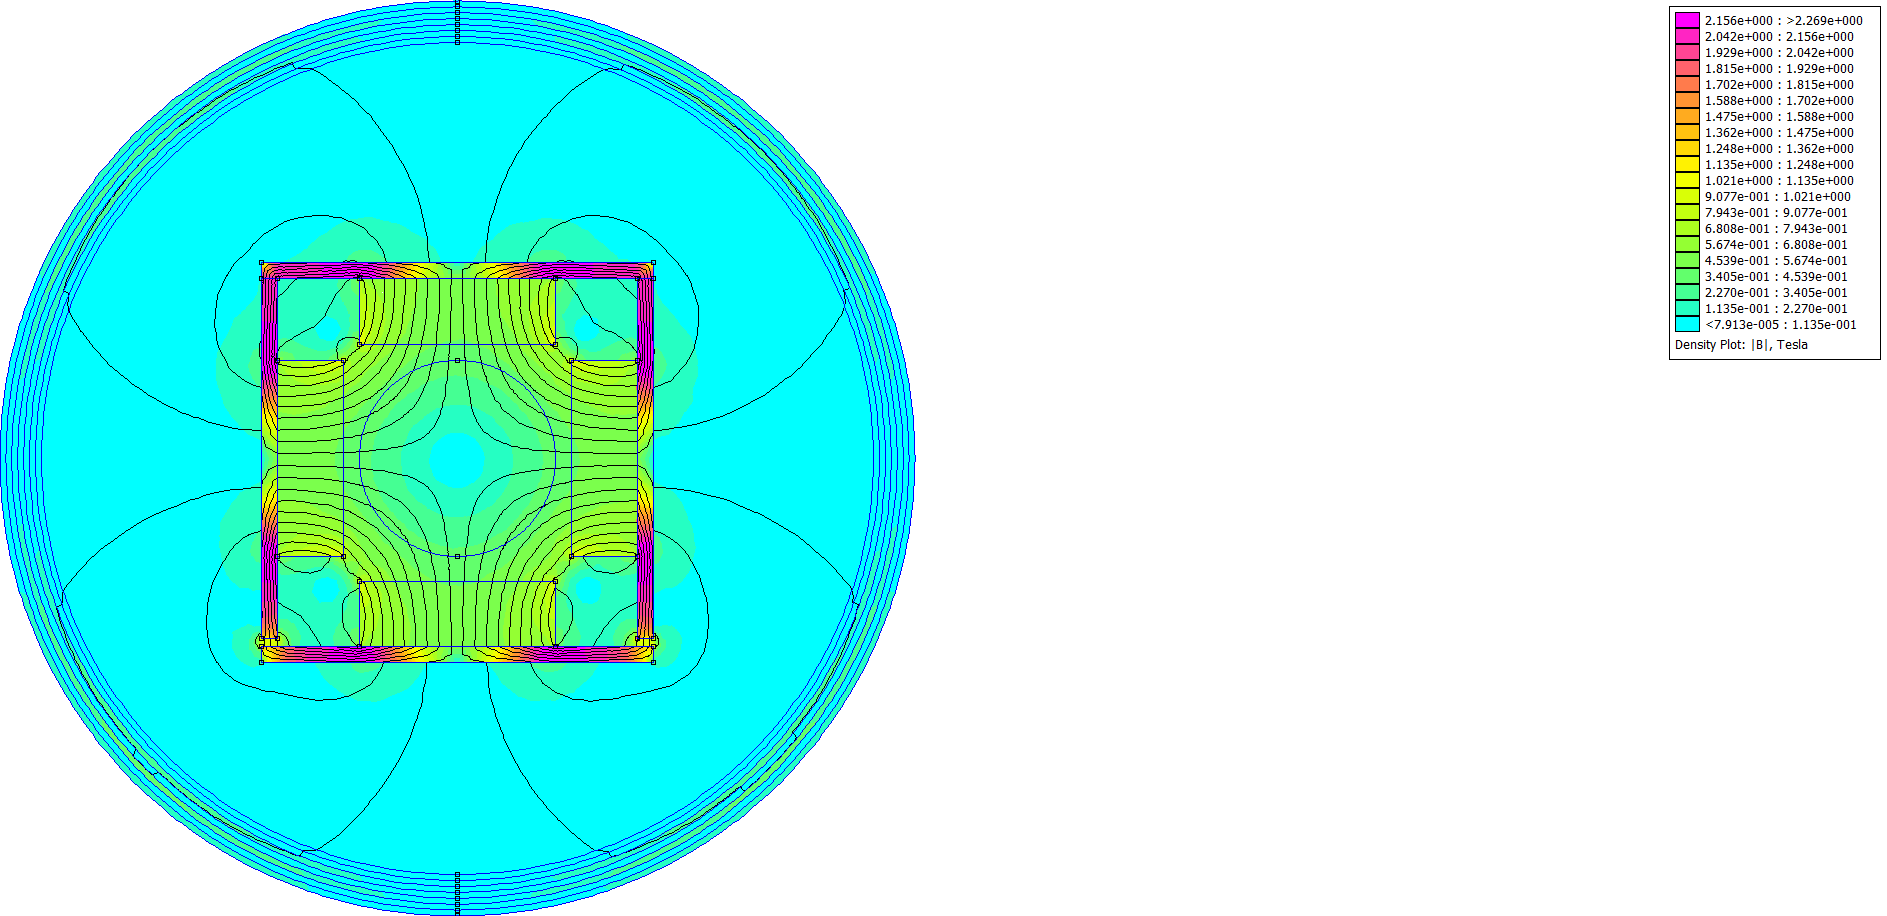 2.156e+000 : >2.269e+000
2.042e+000 : 2.156e+000
1.929e+000 : 2.042e+000
1.815e+000 : 1.929e+000
1.702e+000 : 1.815e+000
1.588e+000 : 1.702e+000
1.475e+000 : 1.588e+000
1.362e+000 : 1.475e+000
1.248e+000 : 1.362e+000
1.135e+000 : 1.248e+000
1.021e+000 : 1.135e+000
9.077e-001 : 1.021e+000
7.943e-001 : 9.077e-001
6.808e-001 : 7.943e-001
5.674e-001 : 6.808e-001
4.539e-001 : 5.674e-001
3.405e-001 : 4.539e-001
2.270e-001 : 3.405e-001
1.135e-001 : 2.270e-001
<7.913e-005 : 1.135e-001
Density Plot: |B|, Tesla